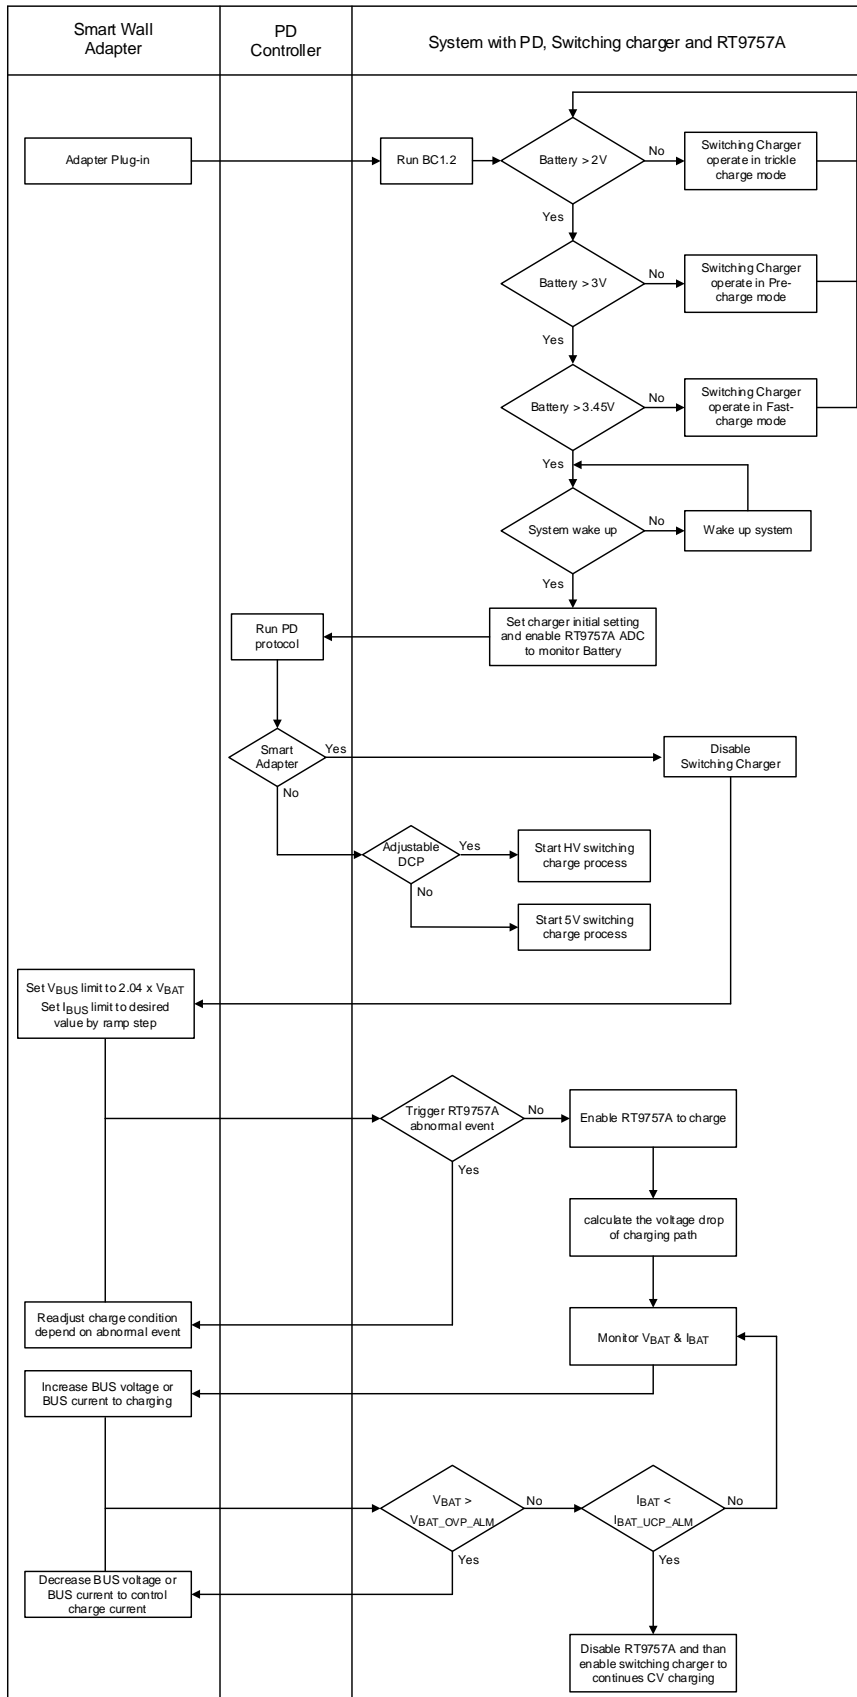 Smart Wall
Adapter
PD
Controller
System with PD, Switching charger and RT9757A
Adapter Plug-in
Run BC1.2
Battery > 2V
No
Switching Charger
operate in trickle
charge mode
Yes
Battery > 3V
No
Switching Charger
operate in Pre-
charge mode
Yes
Battery > 3.45V
No
Switching Charger
operate in Fast-
charge mode
Yes
System wake up
No
Wake up system
Yes
Set charger initial setting
and enable RT9757A ADC
to monitor Battery
Run PD
protocol
Smart
Adapter
Yes
Disable
Switching Charger
No
Adjustable
DCP
Yes
Start HV switching
charge process
No
Start 5V switching
charge process
Set VBUS limit to 2.04 x VBAT
Set IBUS limit to desired
value by ramp step
Trigger RT9757A
abnormal event
No
Enable RT9757A to charge
Yes
calculate the voltage drop
of charging path
Readjust charge condition
depend on abnormal event
Monitor VBAT & IBAT
Increase BUS voltage or
BUS current to charging
VBAT >
VBAT_OVP_ALM
No
IBAT <
IBAT_UCP_ALM
No
Yes
Yes
Decrease BUS voltage or
BUS current to control
charge current
Disable RT9757A and than
enable switching charger to
continues CV charging